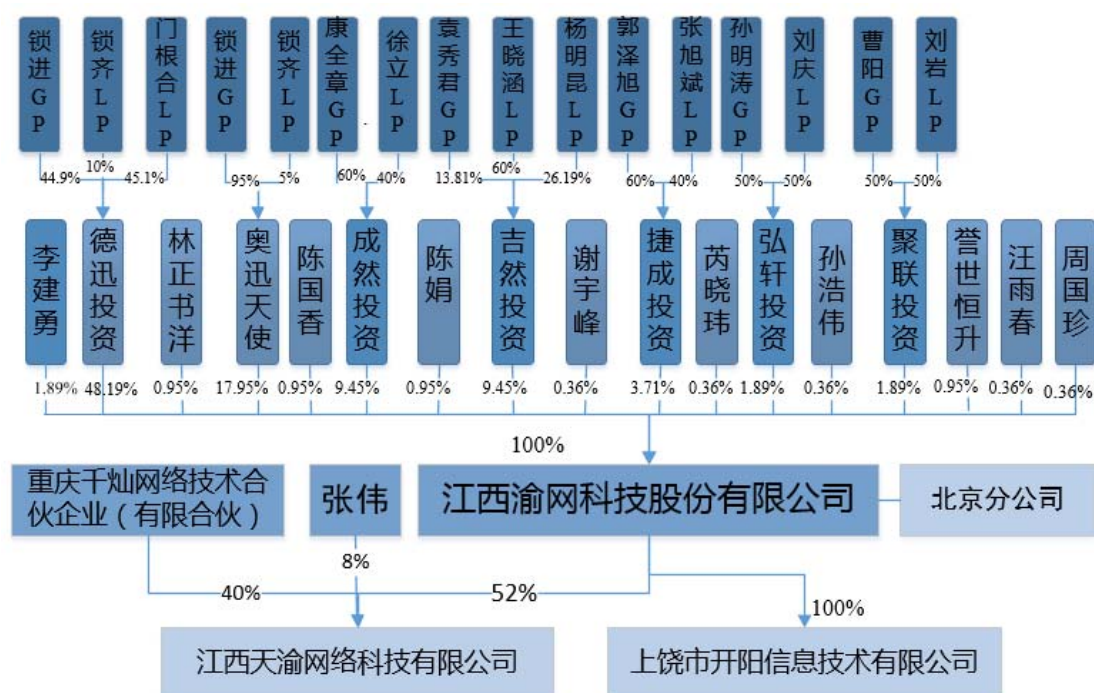 锁进GP
锁齐LP
门根合LP
锁进GP
锁齐LP
康全章GP
徐立LP
袁秀君GP
王晓涵LP
杨明昆LP
郭泽旭GP
张旭斌LP
孙明涛GP
刘庆LP
曹阳GP
刘岩LP
44.9%
10%
45.1%
95%
5%
60%
40%
13.81%
60%
26.19%
60%
40%
50%
50%
50%
50%
李建勇
德迅投资
林正书洋
奥迅天使
陈国香
成然投资
陈娟
吉然投资
谢宇峰
捷成投资
芮晓玮
弘轩投资
孙浩伟
聚联投资
誉世恒升
汪雨春
周国珍
1.89%
48.19%
0.95%
17.95%
0.95%
9.45%
0.95%
9.45%
0.36%
3.71%
0.36%
1.89%
0.36%
1.89%
0.95%
0.36%
0.36%
100%
重庆千灿网络技术合
伙企业（有限合伙）
张伟
江西渝网科技股份有限公司
北京分公司
8%
40%
52%
100%
江西天渝网络科技有限公司
上饶市开阳信息技术有限公司